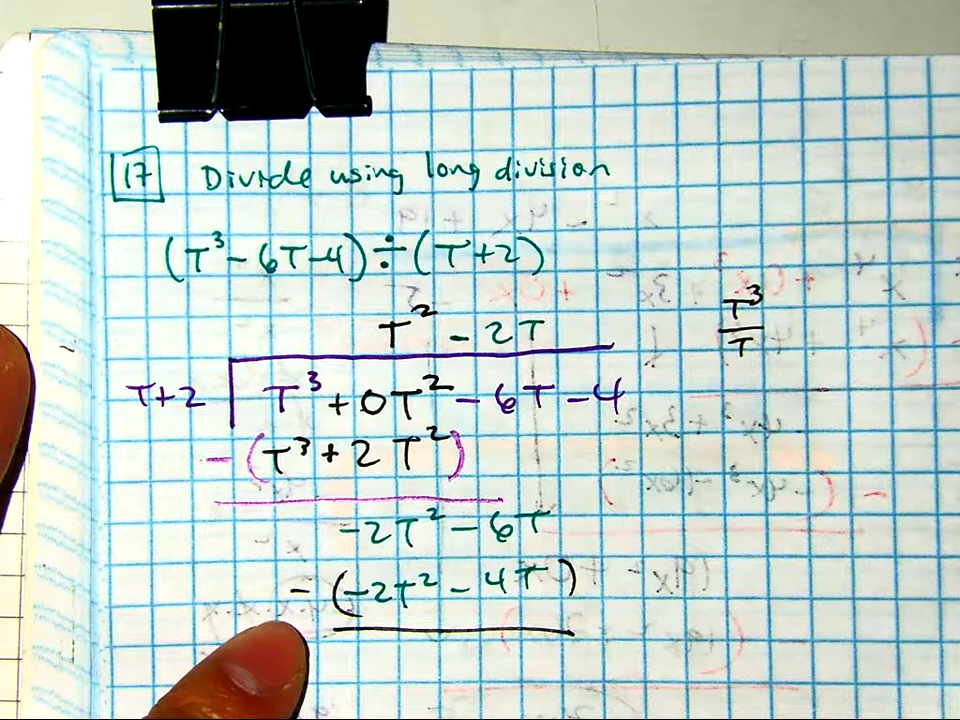 17 Divide using long division
(T³ - 6T - 4) ÷ (T + 2)
T² - 2T
T³/T
T + 2 T³ + 0T² - 6T - 4
- (T³ + 2T²)
-2T² - 6T
- (-2T² - 4T)